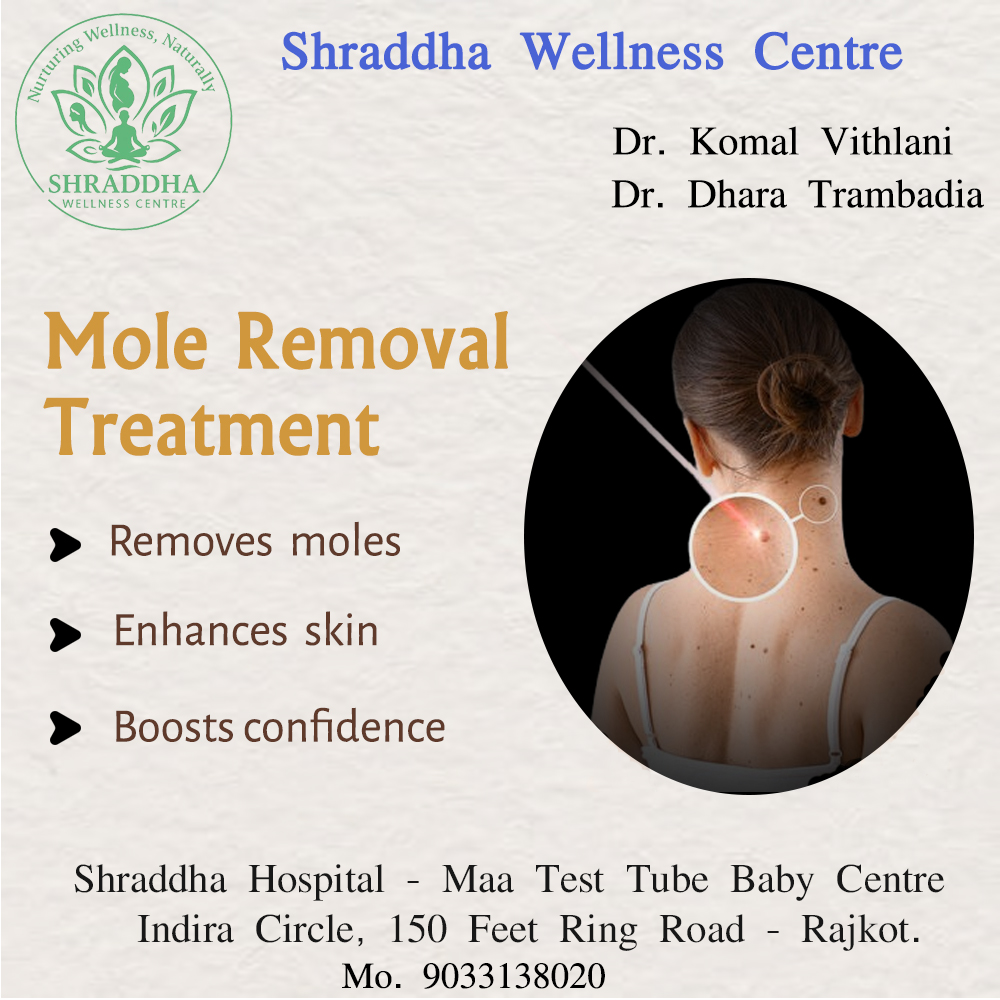 Nurturing Wellness, Naturally
SHRADDHA
WELLNESS CENTRE
Shraddha Wellness Centre
Dr. Komal Vithlani
Dr. Dhara Trambadia
Mole Removal
Treatment
Removes moles
Enhances skin
Boosts confidence
Shraddha Hospital - Maa Test Tube Baby Centre
Indira Circle, 150 Feet Ring Road - Rajkot.
Mo. 9033138020